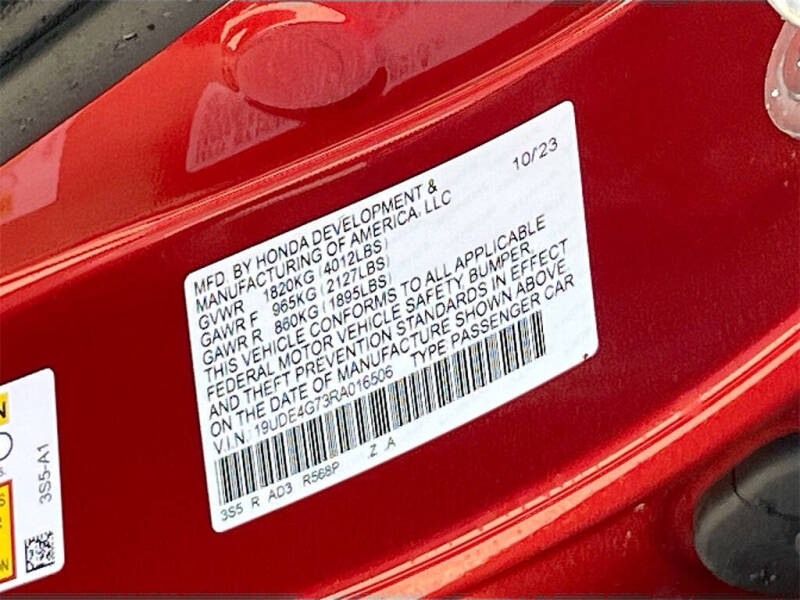 10/'23
MFD. BY HONDA DEVELOPMENT &
MANUFACTURING OF AMERICA, LLC
GVWR 1820KG (4012LBS)
GAWR F 965KG (2127LBS)
GAWR R 860KG (1895LBS)
THIS VEHICLE CONFORMS TO ALL APPLICABLE
FEDERAL MOTOR VEHICLE SAFETY, BUMPER,
AND THEFT PREVENTION STANDARDS IN EFFECT
ON THE DATE OF MANUFACTURE SHOWN ABOVE
V.I.N.: 19UDE4G73RA016506 TYPE PASSENGER CAR
3S5 R AD3 R568P .Z .A
3S5-A1